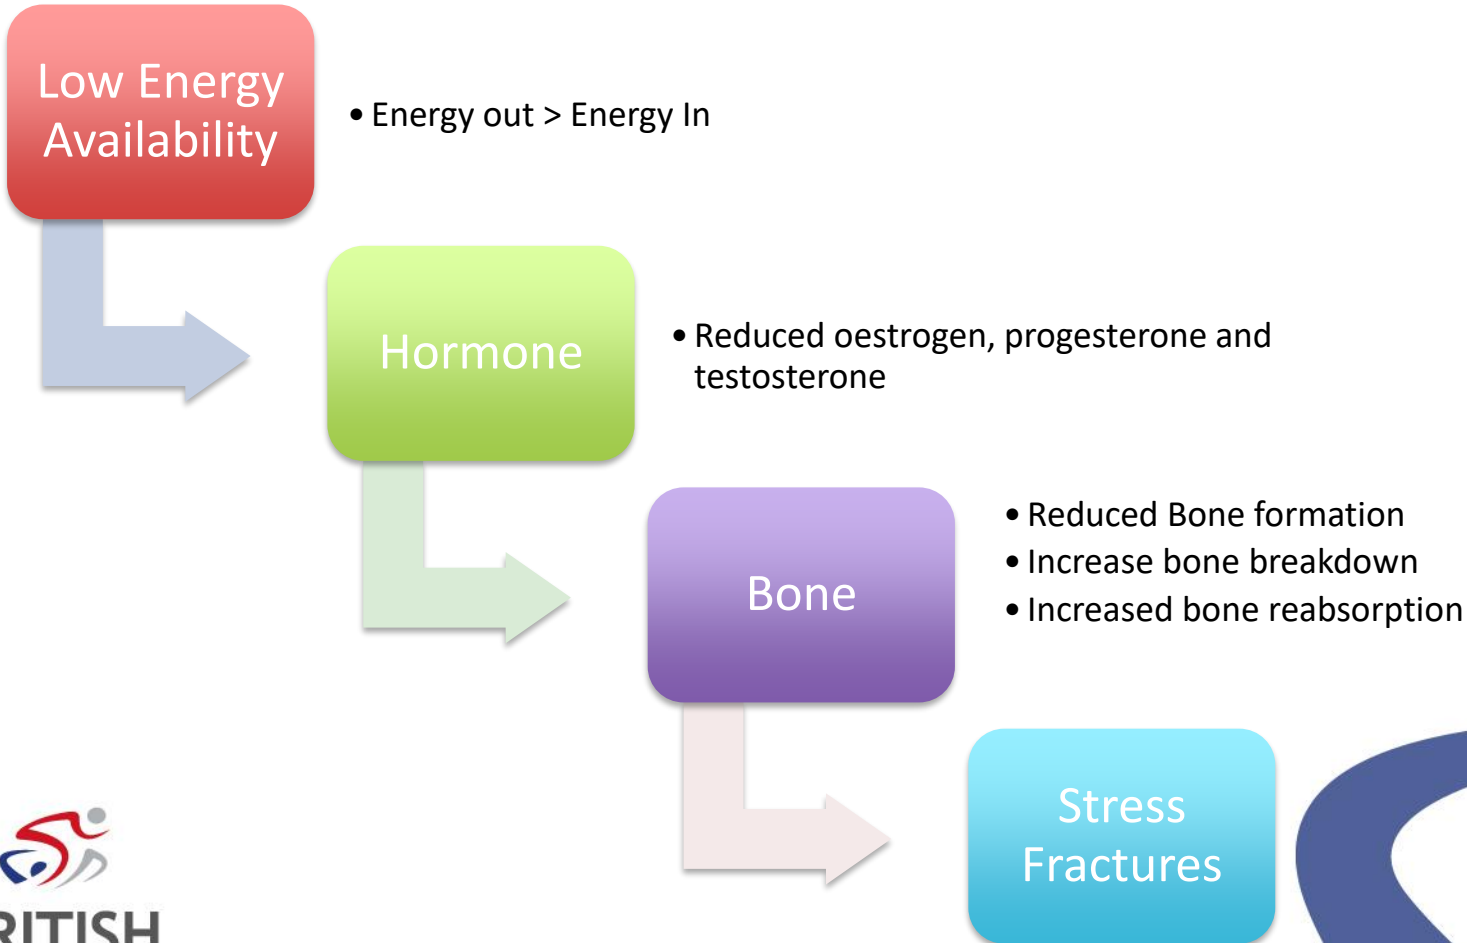 Low Energy
Availability
• Energy out > Energy In
Hormone
• Reduced oestrogen, progesterone and
testosterone
Bone
• Reduced Bone formation
• Increase bone breakdown
• Increased bone reabsorption
Stress
Fractures
RITISH